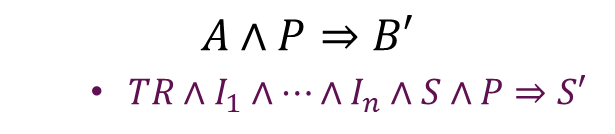 A ∧ P ⇒ B′
• TR ∧ I₁ ∧ ⋯ ∧ Iₙ ∧ S ∧ P ⇒ S′